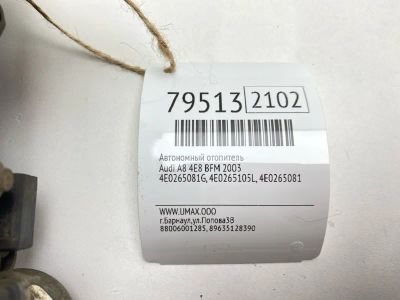 79513 2102
Автономный отопитель
Audi A8 4E8 BFM 2003
4E0265081G, 4E0265105L, 4E0265081
WWW.UMAX.OOO
г.Барнаул,ул.Попова3В
88006001285, 89635128390